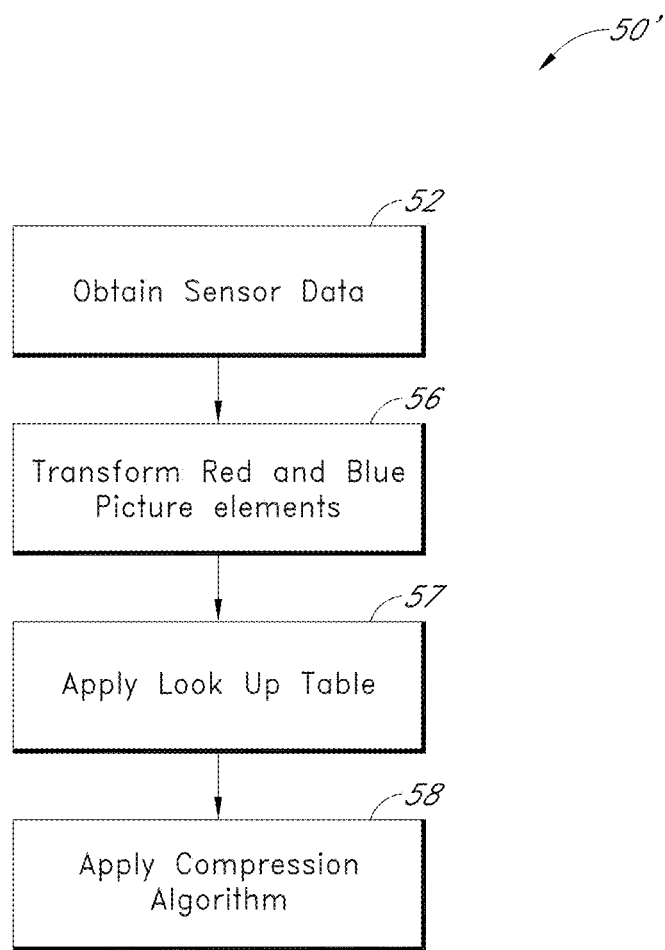 50'
52
Obtain Sensor Data
56
Transform Red and Blue
Picture elements
57
Apply Look Up Table
58
Apply Compression
Algorithm